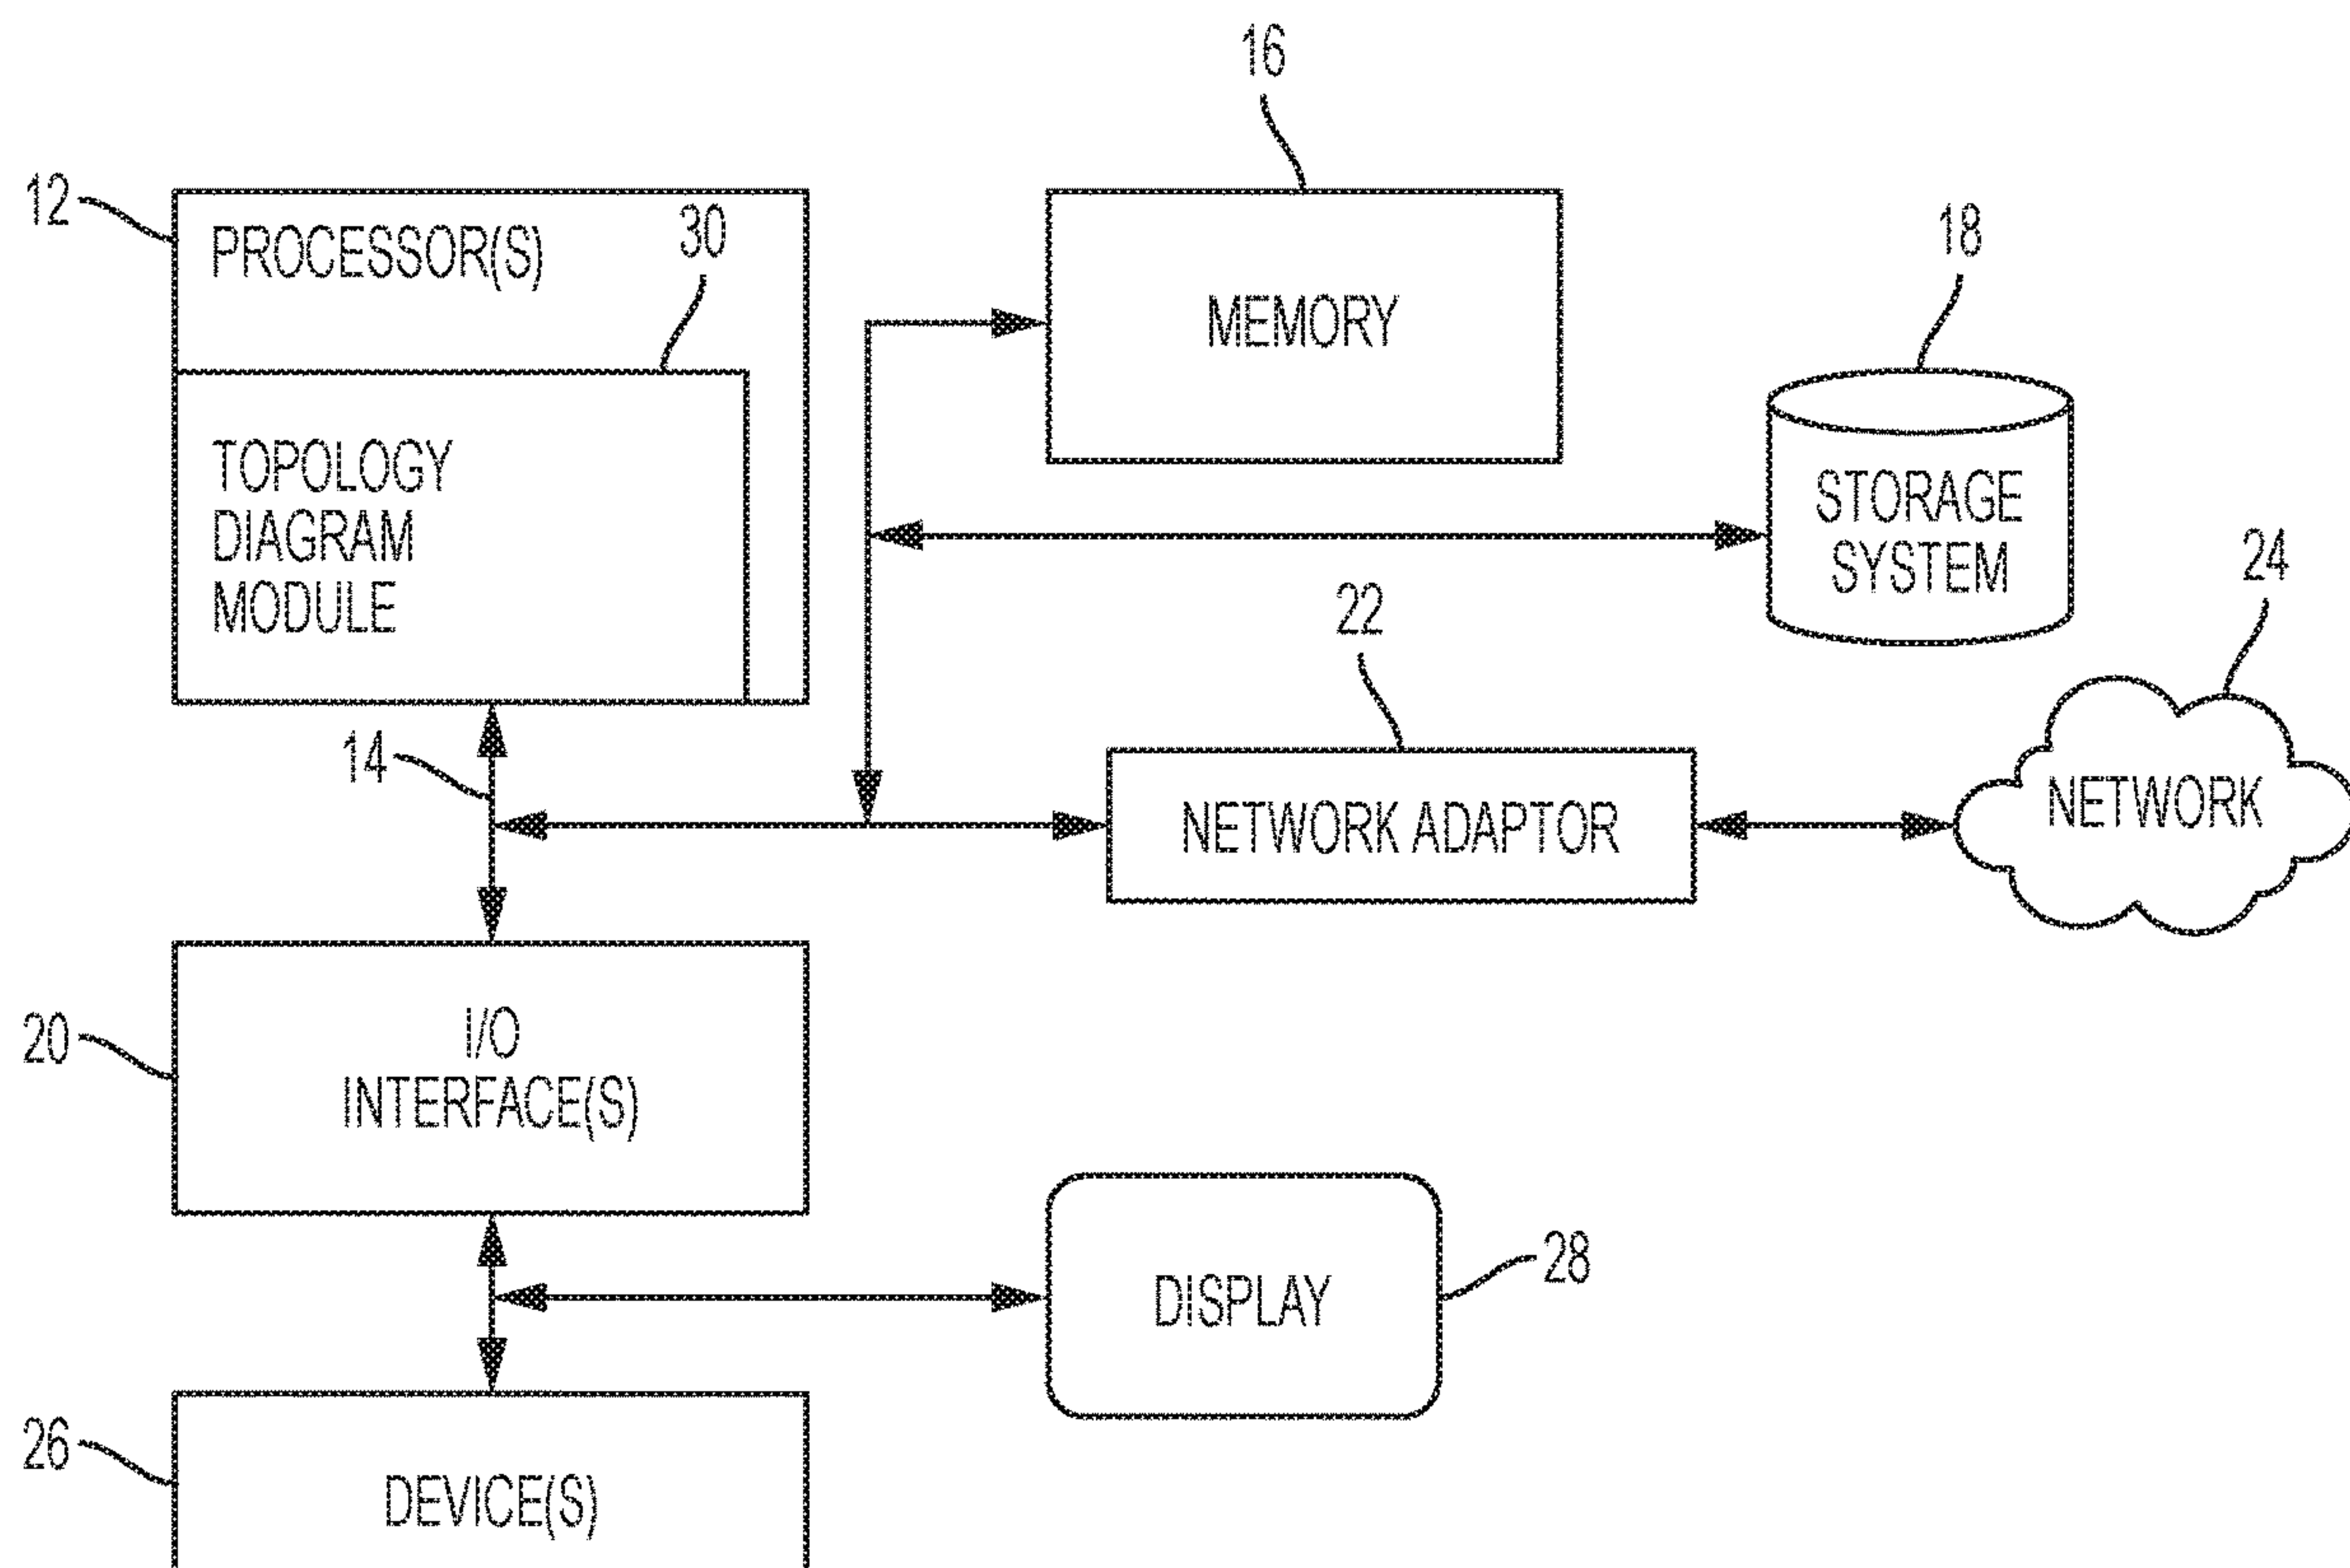 16
12
PROCESSOR(S)
30
MEMORY
18
TOPOLOGY
DIAGRAM
MODULE
STORAGE
SYSTEM
24
22
14
NETWORK ADAPTOR
NETWORK
20
I/O
INTERFACE(S)
28
DISPLAY
26
DEVICE(S)